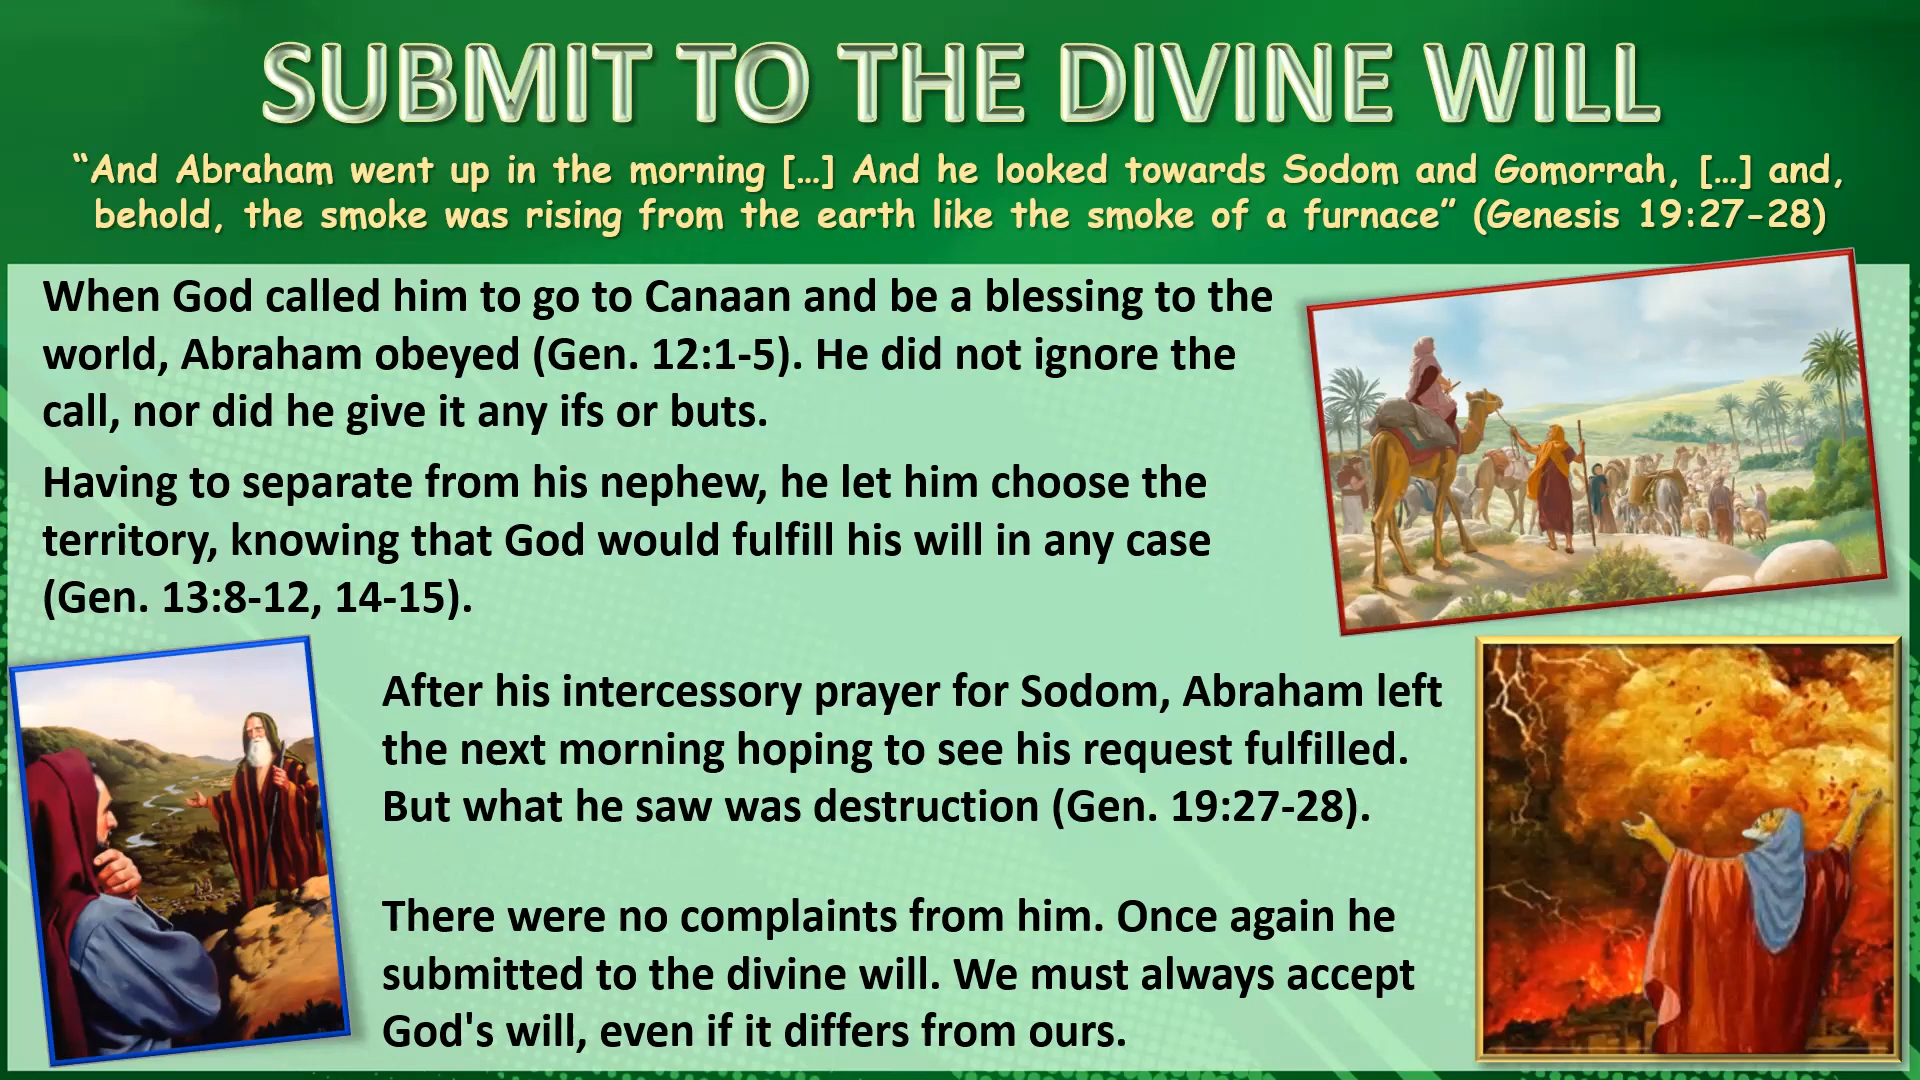 SUBMIT TO THE DIVINE WILL
“And Abraham went up in the morning […] And he looked towards Sodom and Gomorrah, […] and,
behold, the smoke was rising from the earth like the smoke of a furnace” (Genesis 19:27-28)
When God called him to go to Canaan and be a blessing to the
world, Abraham obeyed (Gen. 12:1-5). He did not ignore the
call, nor did he give it any ifs or buts.
Having to separate from his nephew, he let him choose the
territory, knowing that God would fulfill his will in any case
(Gen. 13:8-12, 14-15).
After his intercessory prayer for Sodom, Abraham left
the next morning hoping to see his request fulfilled.
But what he saw was destruction (Gen. 19:27-28).
There were no complaints from him. Once again he
submitted to the divine will. We must always accept
God's will, even if it differs from ours.